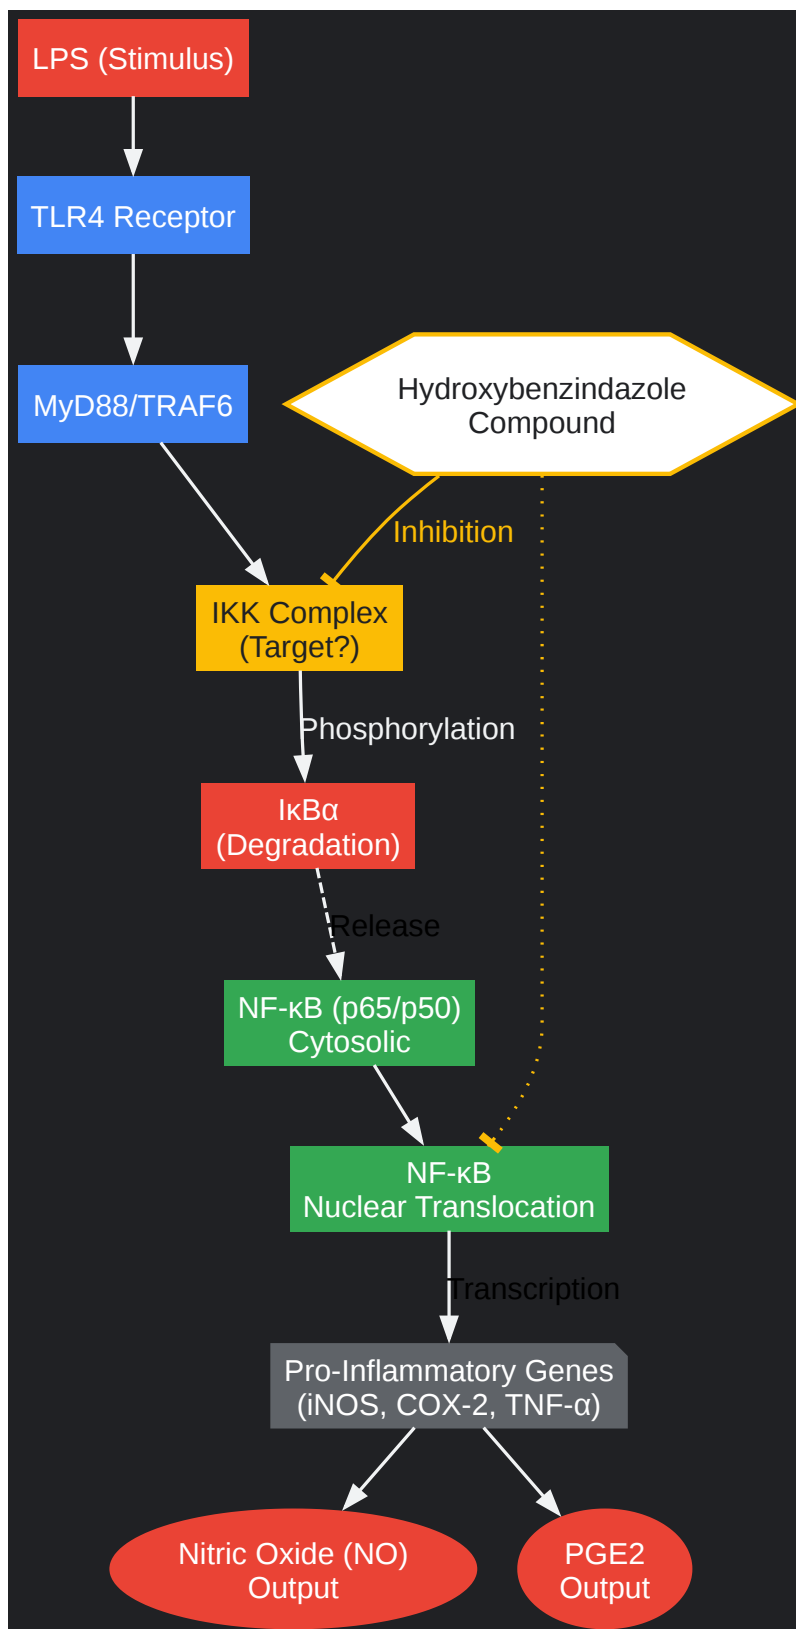 LPS (Stimulus)
TLR4 Receptor
MyD88/TRAF6
Hydroxybenzindazole
Compound
Inhibition
IKK Complex
(Target?)
Phosphorylation
IκBα
(Degradation)
Release
NF-κB (p65/p50)
Cytosolic
NF-κB
Nuclear Translocation
Transcription
Pro-Inflammatory Genes
(iNOS, COX-2, TNF-α)
Nitric Oxide (NO)
Output
PGE2
Output